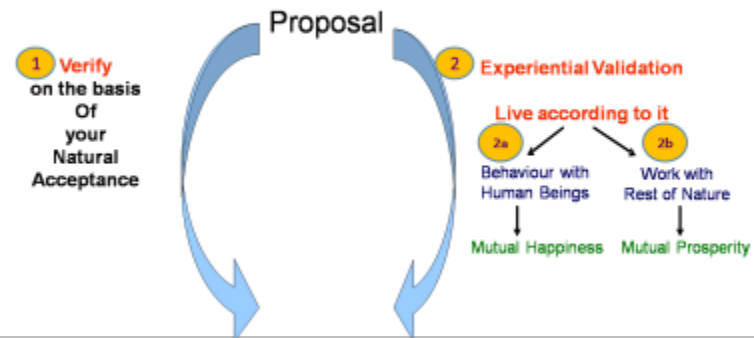 Proposal
1 Verify
on the basis
Of
your
Natural
Acceptance
2 Experiential Validation
Live according to it
2a
Behaviour with
Human Beings
Mutual Happiness
2b
Work with
Rest of Nature
Mutual Prosperity